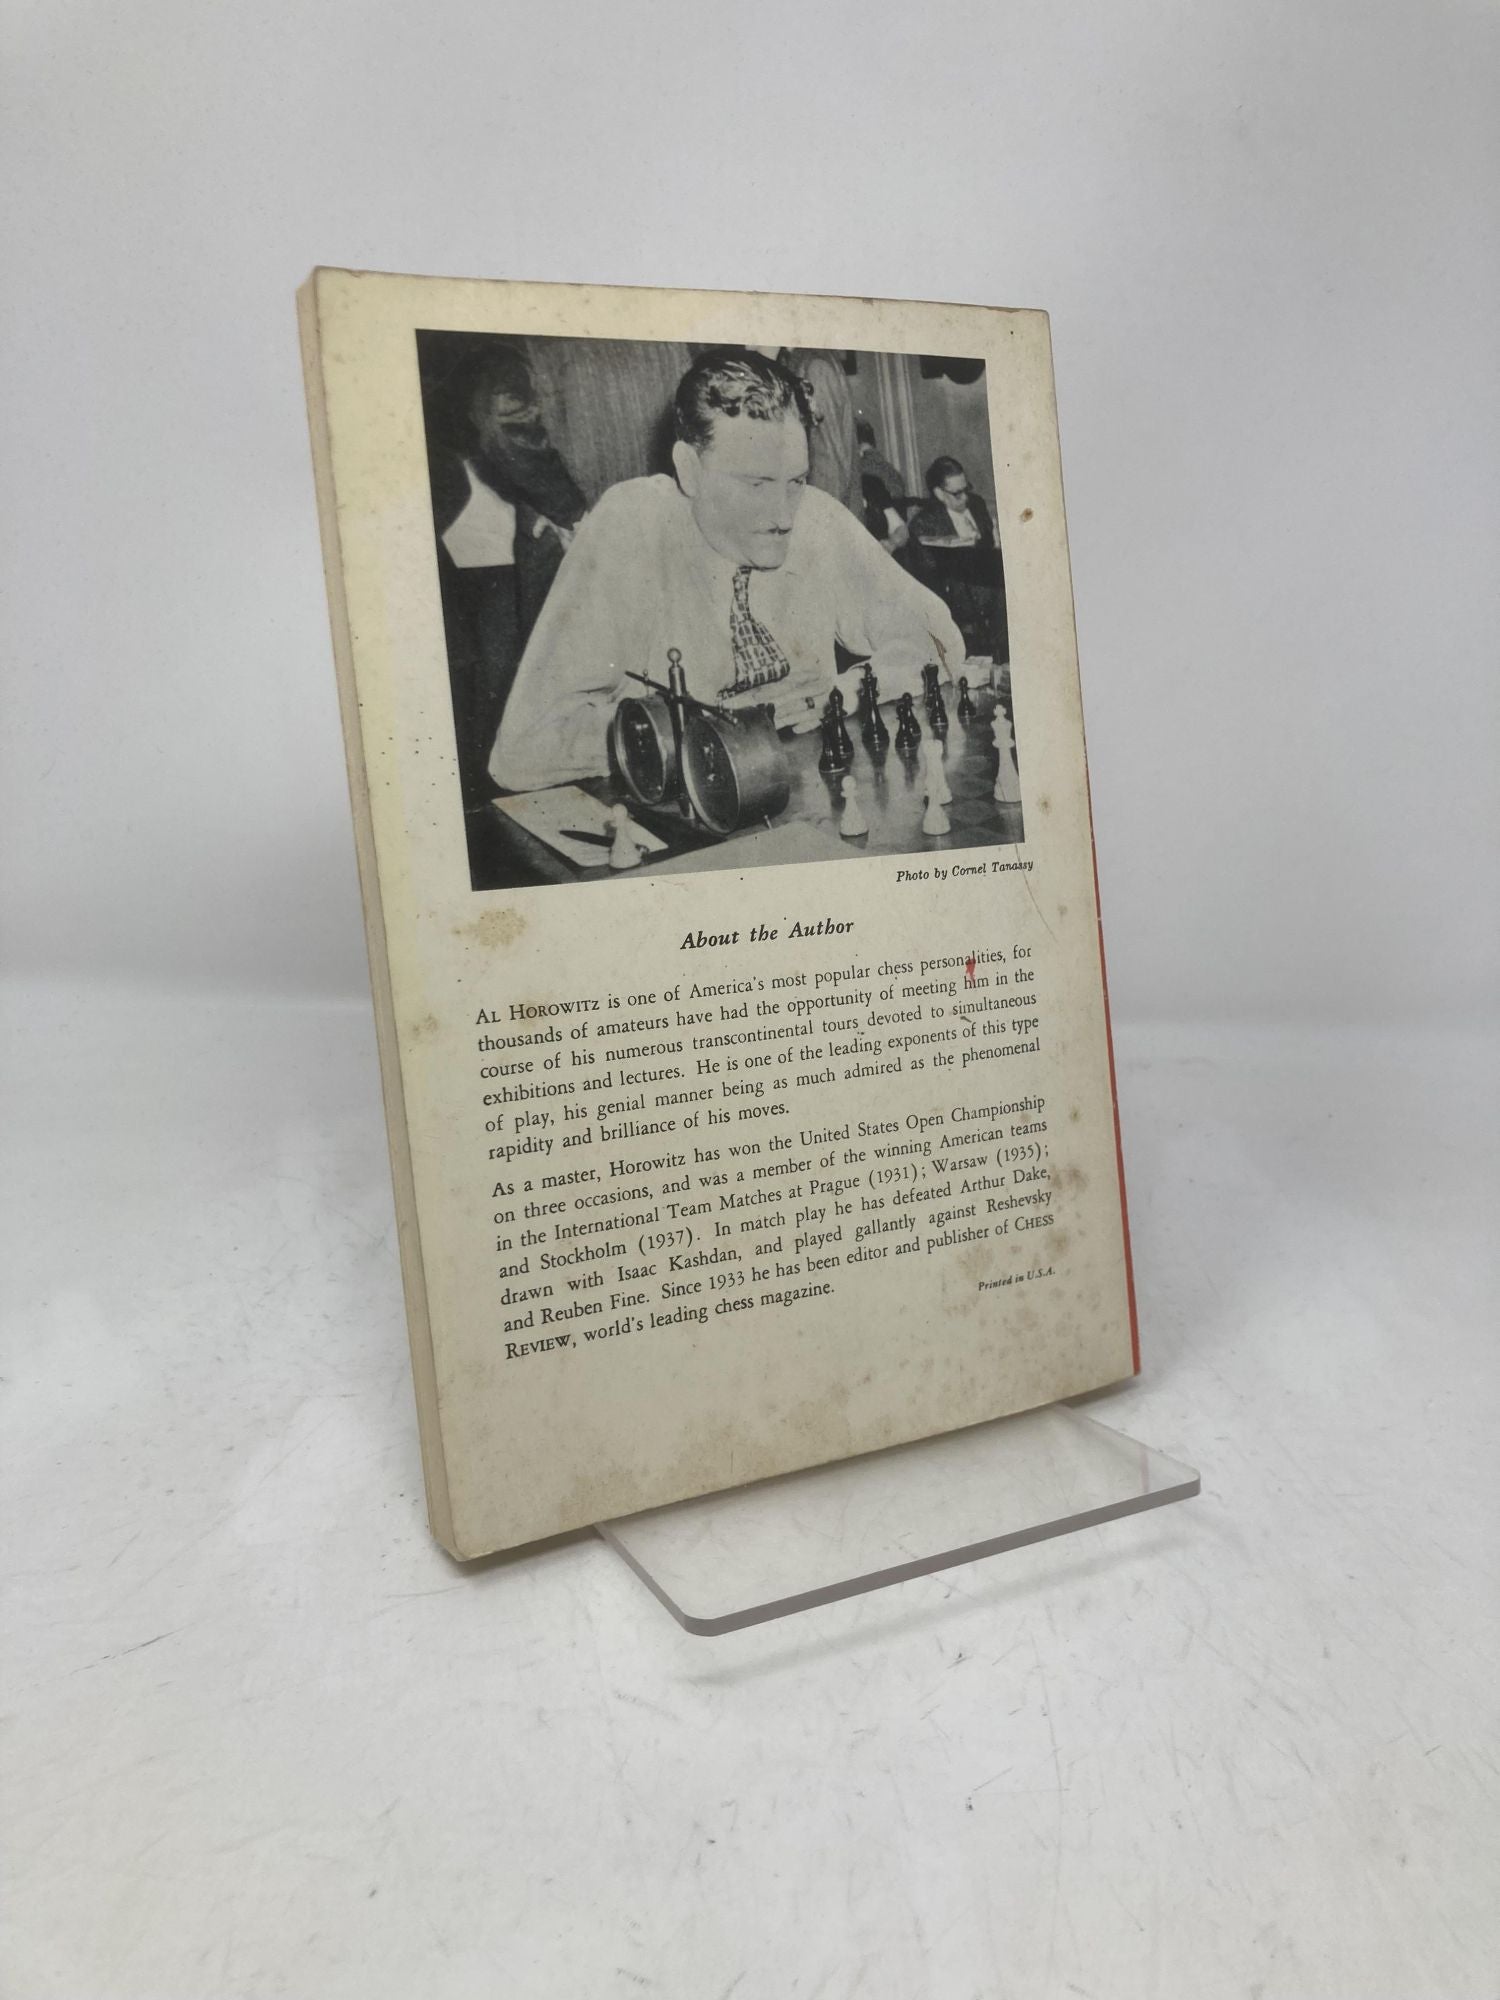 Photo by Cornel Tanassy
About the Author
AL HOROWITZ is one of America's most popular chess personalities, for
thousands of amateurs have had the opportunity of meeting him in the
course of his numerous transcontinental tours devoted to simultaneous
exhibitions and lectures. He is one of the leading exponents of this type
of play, his genial manner being as much admired as the phenomenal
rapidity and brilliance of his moves.
As a master, Horowitz has won the United States Open Championship
on three occasions, and was a member of the winning American teams
in the International Team Matches at Prague (1931); Warsaw (1935);
and Stockholm (1937). In match play he has defeated Arthur Dake,
drawn with Isaac Kashdan, and played gallantly against Reshevsky
and Reuben Fine. Since 1933 he has been editor and publisher of CHESS
REVIEW, world's leading chess magazine.
Printed in U.S.A.